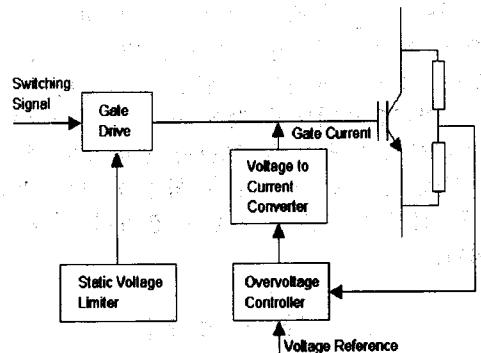 Switching
Signal
Gate
Drive
Gate Current
Voltage to
Current
Converter
Static Voltage
Limiter
Overvoltage
Controller
Voltage Reference